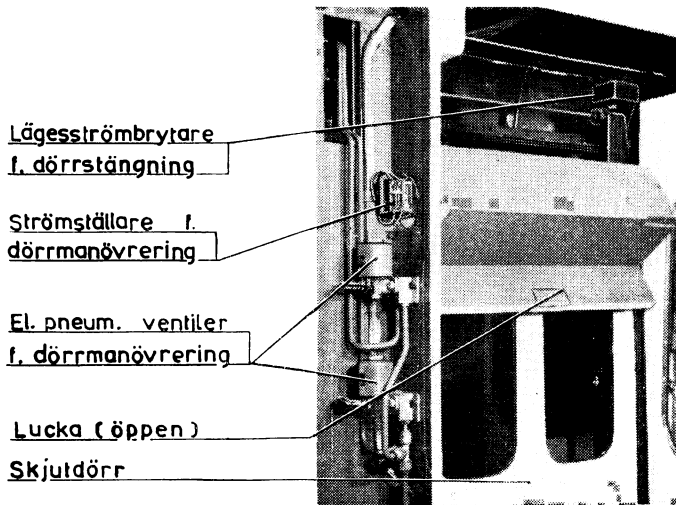 Lägesströmbrytare
f. dörrstängning
Strömställare f.
dörrmanövrering
El. pneum. ventiler
f. dörrmanövrering
Lucka (öppen)
Skjutdörr